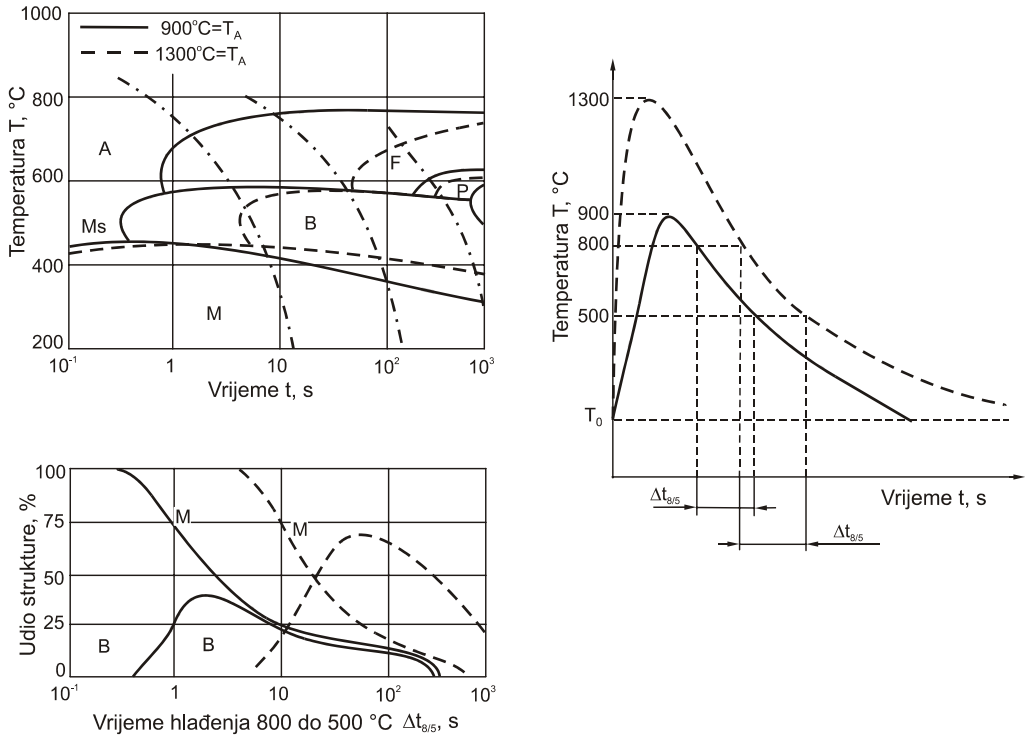 1000
800
600
400
200
Temperatura T, °C
900°C=T_A
1300°C=T_A
A
F
P
B
Ms
M
10⁻¹
1
10
10²
10³
Vrijeme t, s
100
75
50
25
0
Udio strukture, %
M
M
B
B
10⁻¹
1
10
10²
10³
Vrijeme hlađenja 800 do 500 °C Δt₈/₅, s
1300
900
800
500
T₀
Temperatura T, °C
Vrijeme t, s
Δt₈/₅
Δt₈/₅